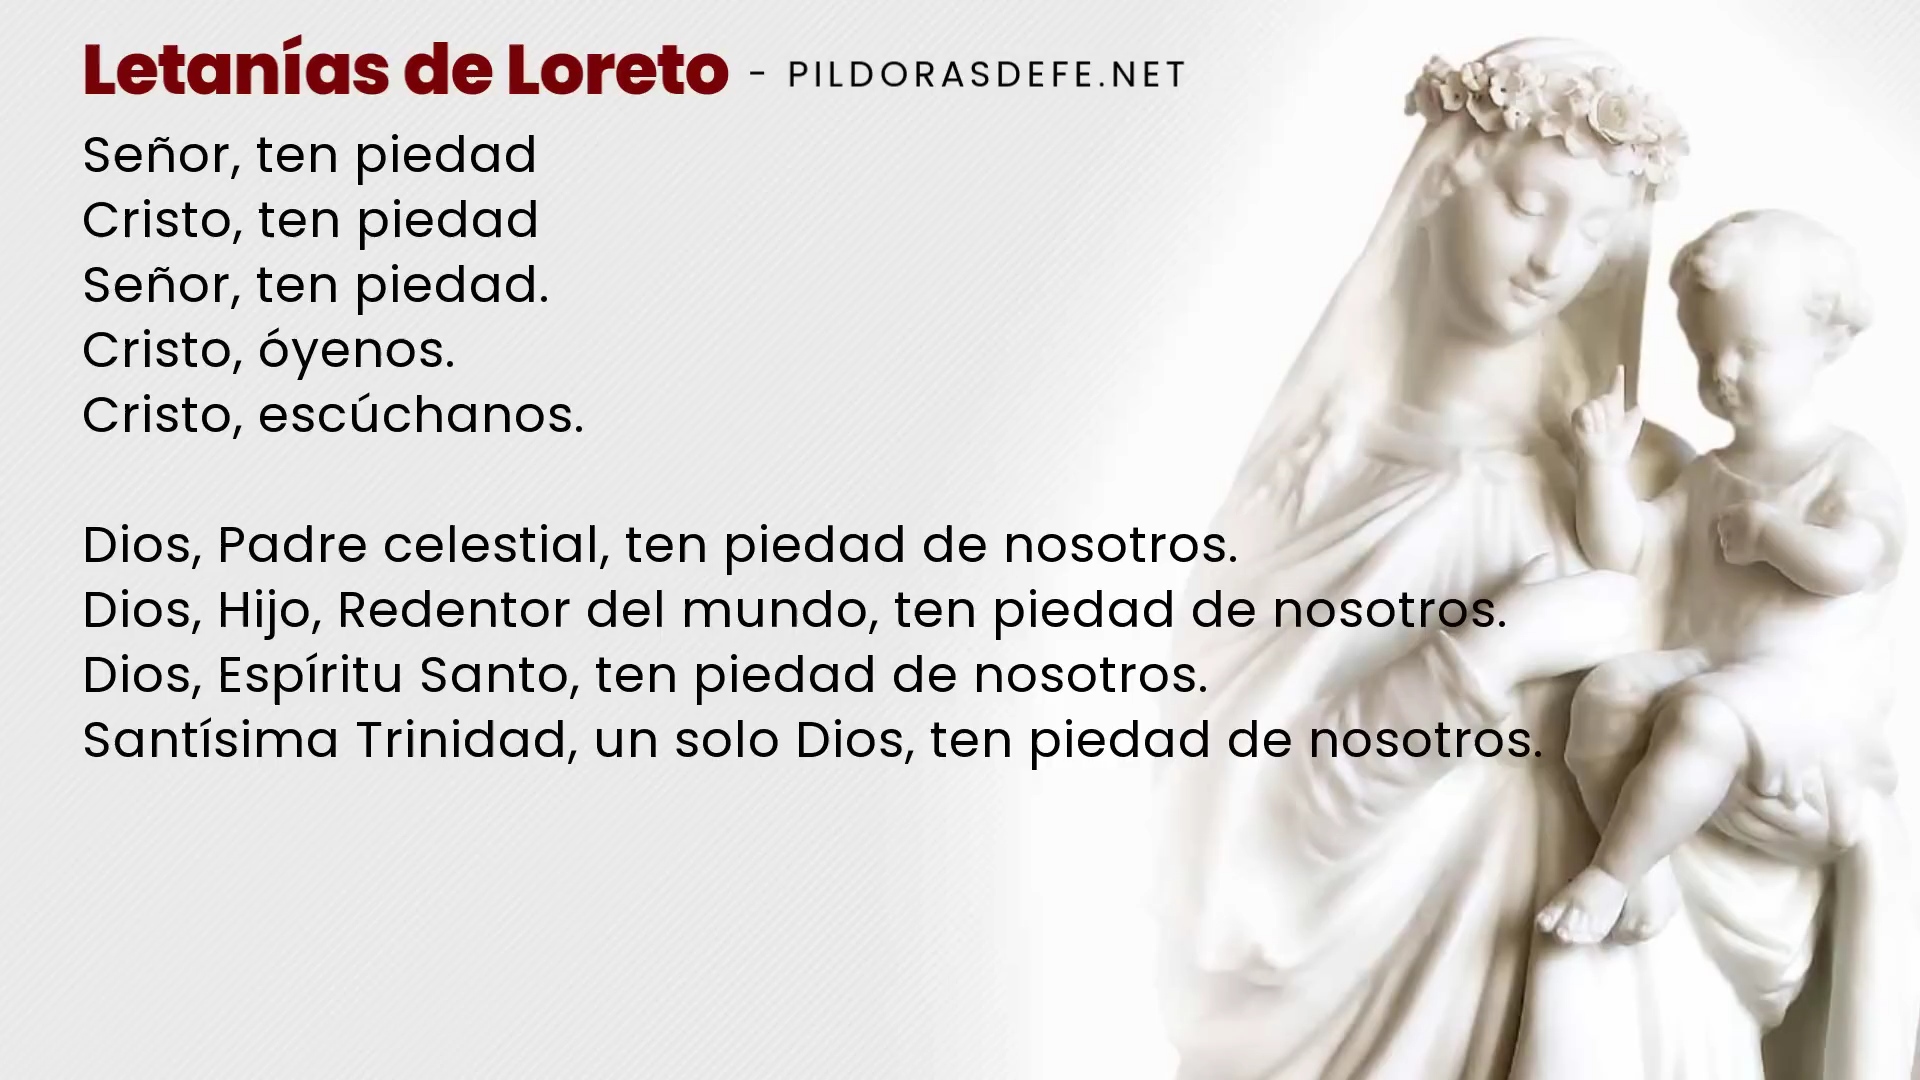 Letanías de Loreto - PILDORASDEFE.NET
Señor, ten piedad
Cristo, ten piedad
Señor, ten piedad.
Cristo, óyenos.
Cristo, escúchanos.
Dios, Padre celestial, ten piedad de nosotros.
Dios, Hijo, Redentor del mundo, ten piedad de nosotros.
Dios, Espíritu Santo, ten piedad de nosotros.
Santísima Trinidad, un solo Dios, ten piedad de nosotros.